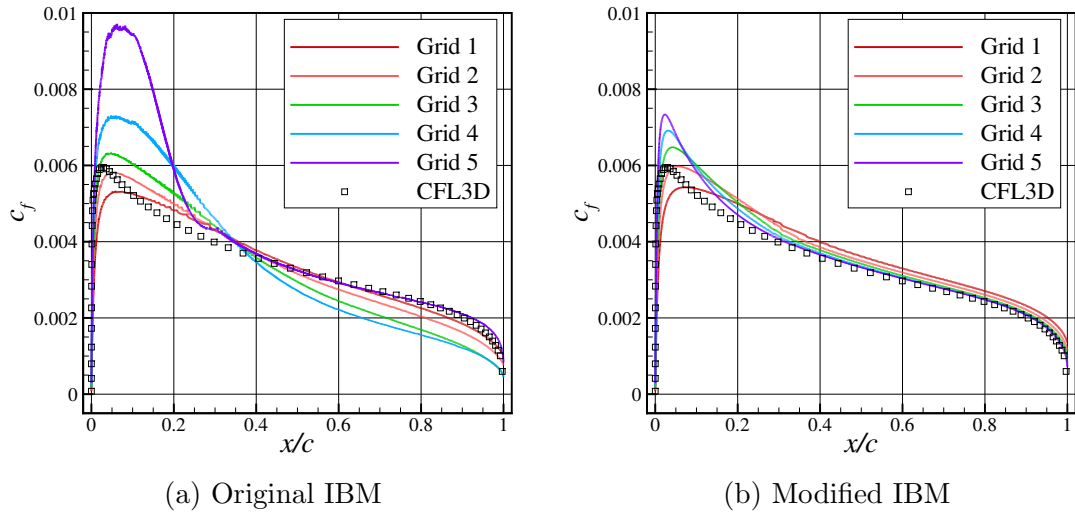 0.01
0.008
0.006
0.004
0.002
0
c_f
Grid 1
Grid 2
Grid 3
Grid 4
Grid 5
CFL3D
0 0.2 0.4 0.6 0.8 1
x/c
(a) Original IBM
0.01
0.008
0.006
0.004
0.002
0
c_f
Grid 1
Grid 2
Grid 3
Grid 4
Grid 5
CFL3D
0 0.2 0.4 0.6 0.8 1
x/c
(b) Modified IBM